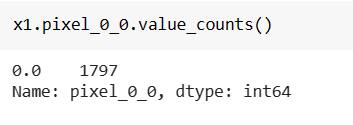 x1.pixel_0_0.value_counts()
0.0    1797
Name: pixel_0_0, dtype: int64